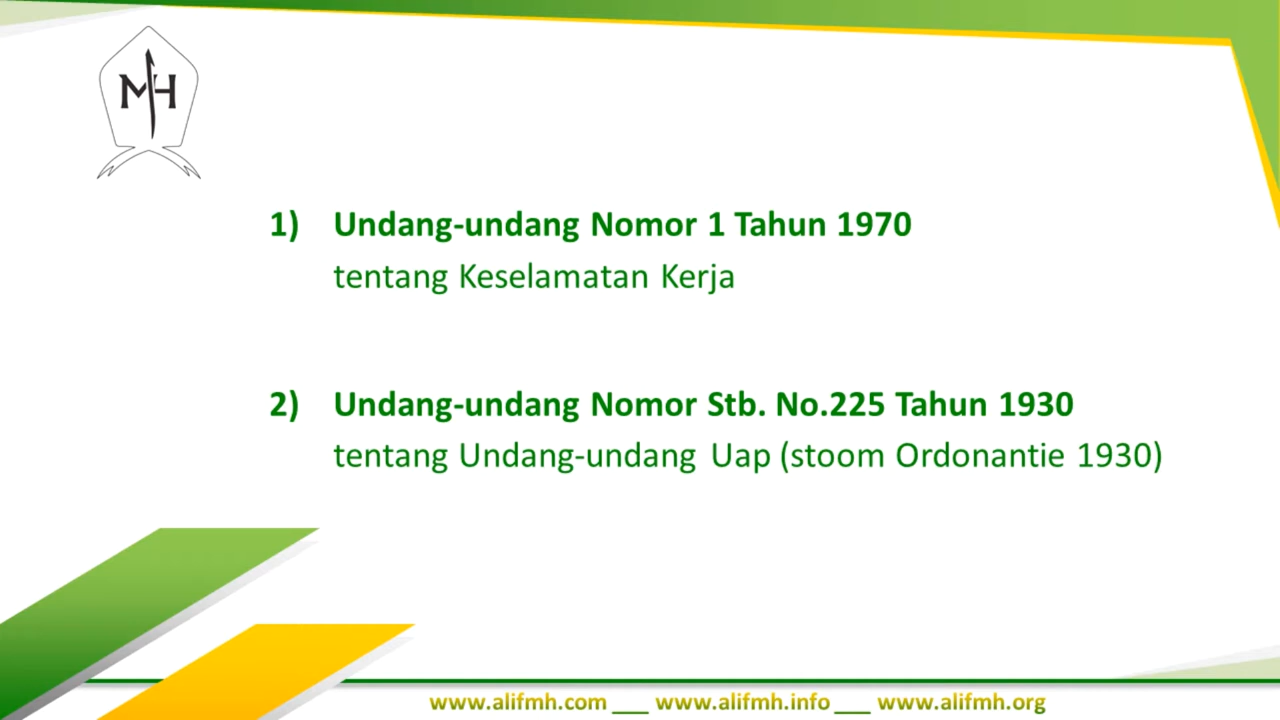 MH
1) Undang-undang Nomor 1 Tahun 1970
tentang Keselamatan Kerja
2) Undang-undang Nomor Stb. No.225 Tahun 1930
tentang Undang-undang Uap (stoom Ordonantie 1930)
www.alifmh.com ___ www.alifmh.info ___ www.alifmh.org